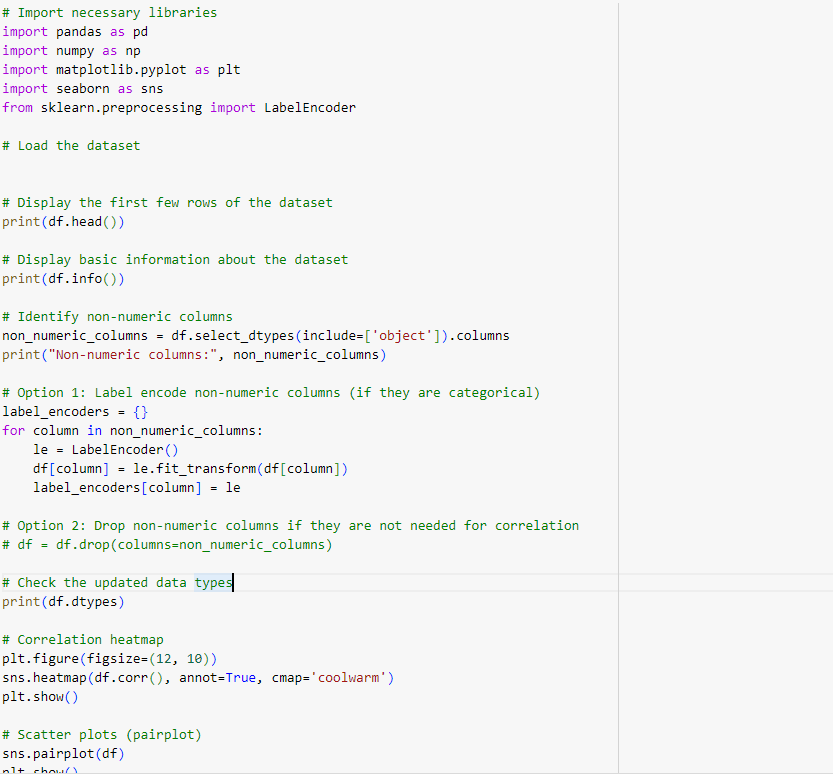 # Import necessary libraries
import pandas as pd
import numpy as np
import matplotlib.pyplot as plt
import seaborn as sns
from sklearn.preprocessing import LabelEncoder
# Load the dataset
# Display the first few rows of the dataset
print(df.head())
# Display basic information about the dataset
print(df.info())
# Identify non-numeric columns
non_numeric_columns = df.select_dtypes(include=['object']).columns
print("Non-numeric columns:", non_numeric_columns)
# Option 1: Label encode non-numeric columns (if they are categorical)
label_encoders = {}
for column in non_numeric_columns:
    le = LabelEncoder()
    df[column] = le.fit_transform(df[column])
    label_encoders[column] = le
# Option 2: Drop non-numeric columns if they are not needed for correlation
# df = df.drop(columns=non_numeric_columns)
# Check the updated data types
print(df.dtypes)
# Correlation heatmap
plt.figure(figsize=(12, 10))
sns.heatmap(df.corr(), annot=True, cmap='coolwarm')
plt.show()
# Scatter plots (pairplot)
sns.pairplot(df)
plt.show()